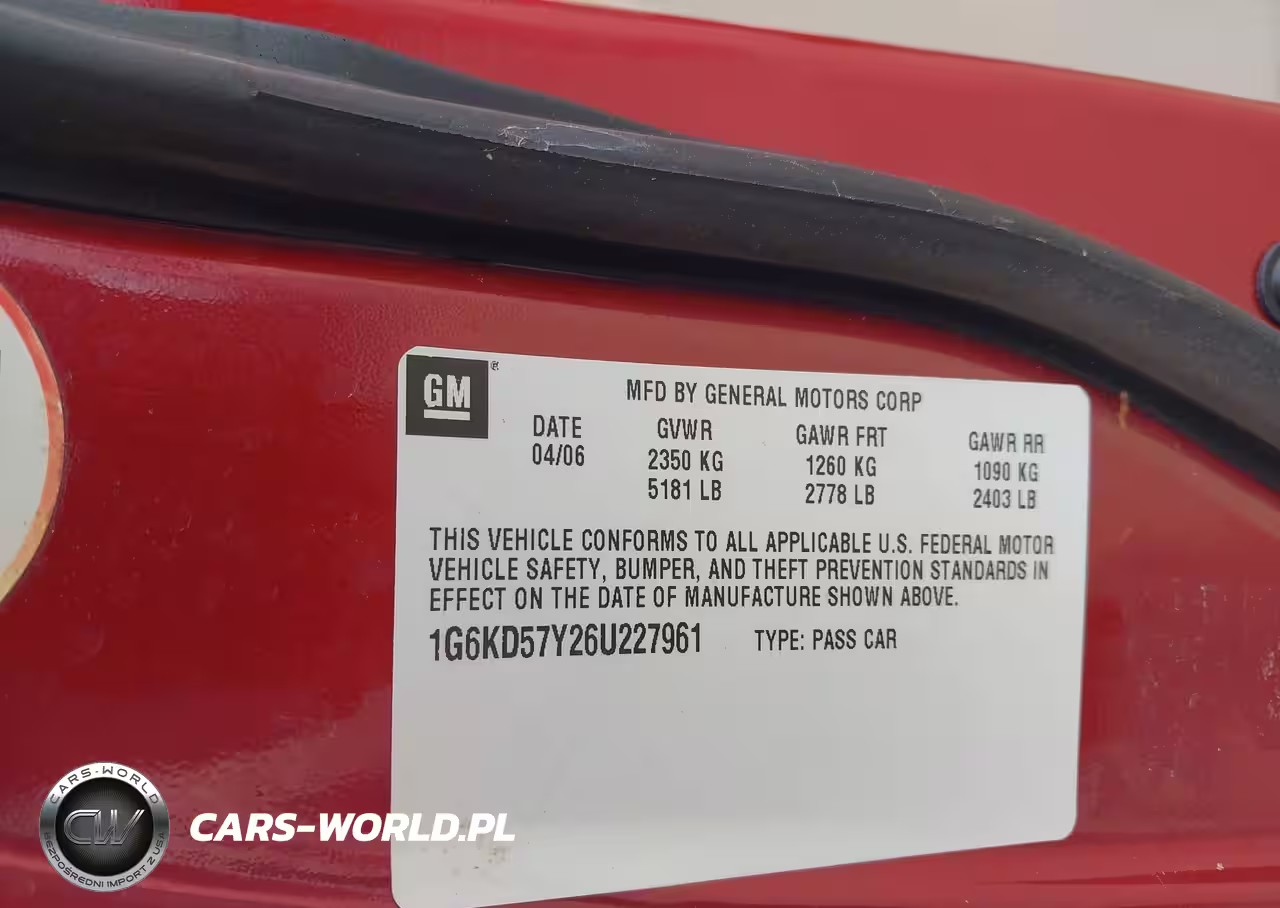 GM
MFD BY GENERAL MOTORS CORP
DATE GVWR GAWR FRT GAWR RR
04/06 2350 KG 1260 KG 1090 KG
5181 LB 2778 LB 2403 LB
THIS VEHICLE CONFORMS TO ALL APPLICABLE U.S. FEDERAL MOTOR
VEHICLE SAFETY, BUMPER, AND THEFT PREVENTION STANDARDS IN
EFFECT ON THE DATE OF MANUFACTURE SHOWN ABOVE.
1G6KD57Y26U227961 TYPE: PASS CAR
CARS-WORLD
CW
BEZPOŚREDNI IMPORT Z USA
CARS-WORLD.PL